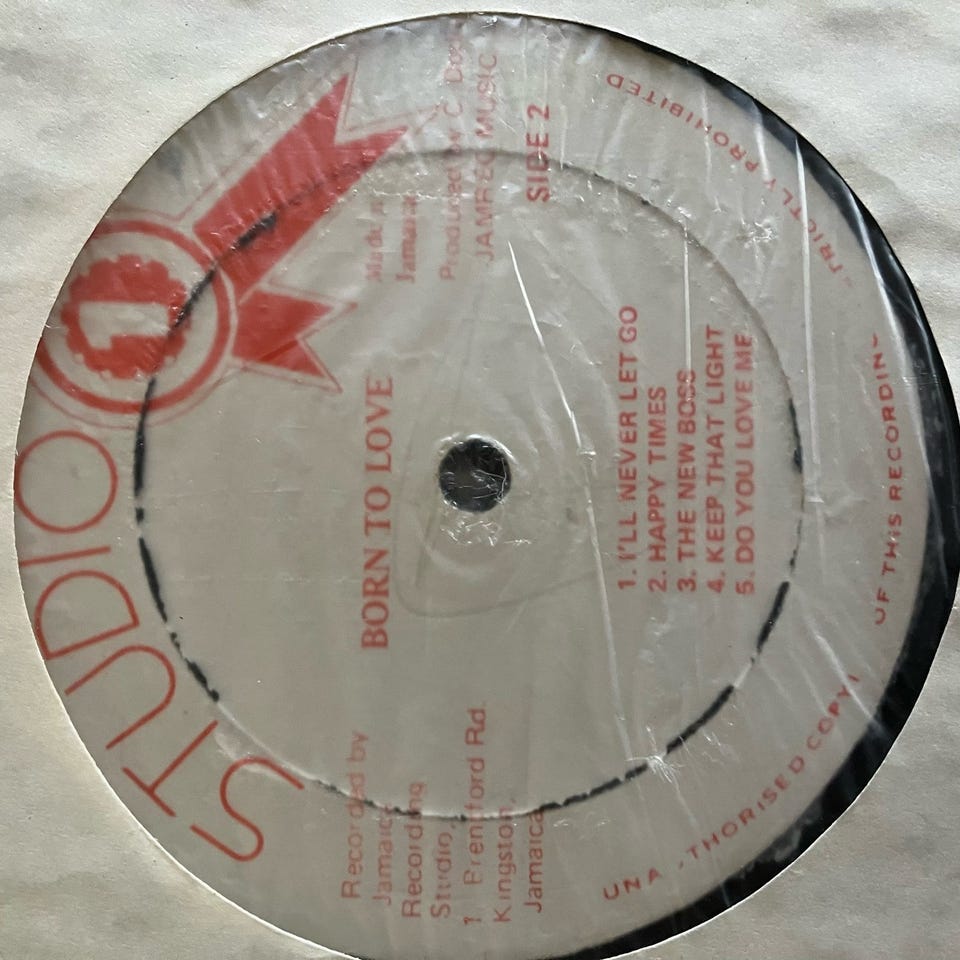 STUDIO 1
BORN TO LOVE
Made in
Jamaica
Produced by C.
JAMREC MUSIC
SIDE 2
Recorded by
Jamaica
Recording
Studio,
1 Brentford Rd.
Kingston,
Jamaica
1. I'LL NEVER LET GO
2. HAPPY TIMES
3. THE NEW BOSS
4. KEEP THAT LIGHT
5. DO YOU LOVE ME
UNAUTHORISED COPYING OF THIS RECORDING STRICTLY PROHIBITED